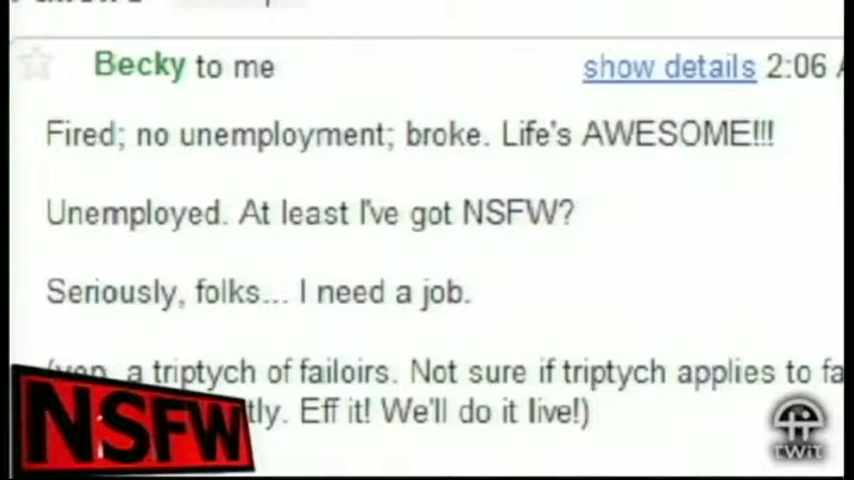 Becky to me show details 2:06
Fired; no unemployment; broke. Life's AWESOME!!!
Unemployed. At least I've got NSFW?
Seriously, folks... I need a job.
a triptych of failoirs. Not sure if triptych applies to fa
tly. Eff it! We'll do it live!)
NSFW
TWiT